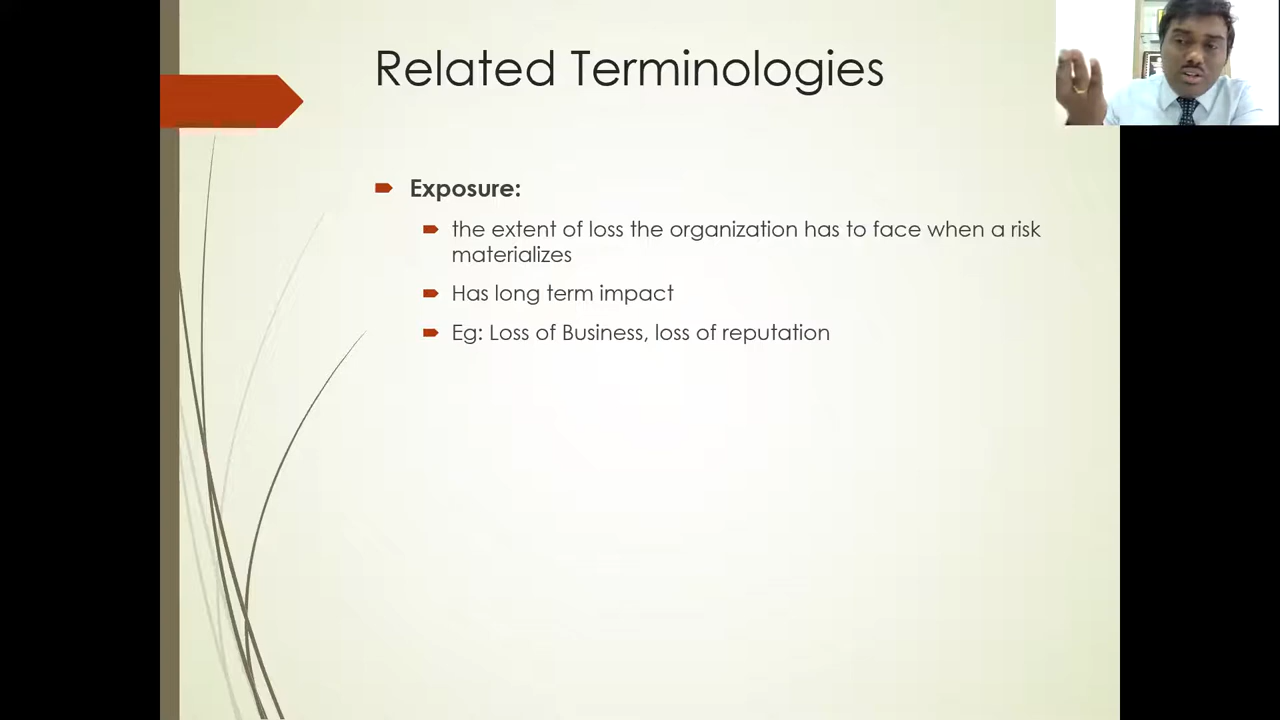 Related Terminologies
Exposure:
the extent of loss the organization has to face when a risk
materializes
Has long term impact
Eg: Loss of Business, loss of reputation